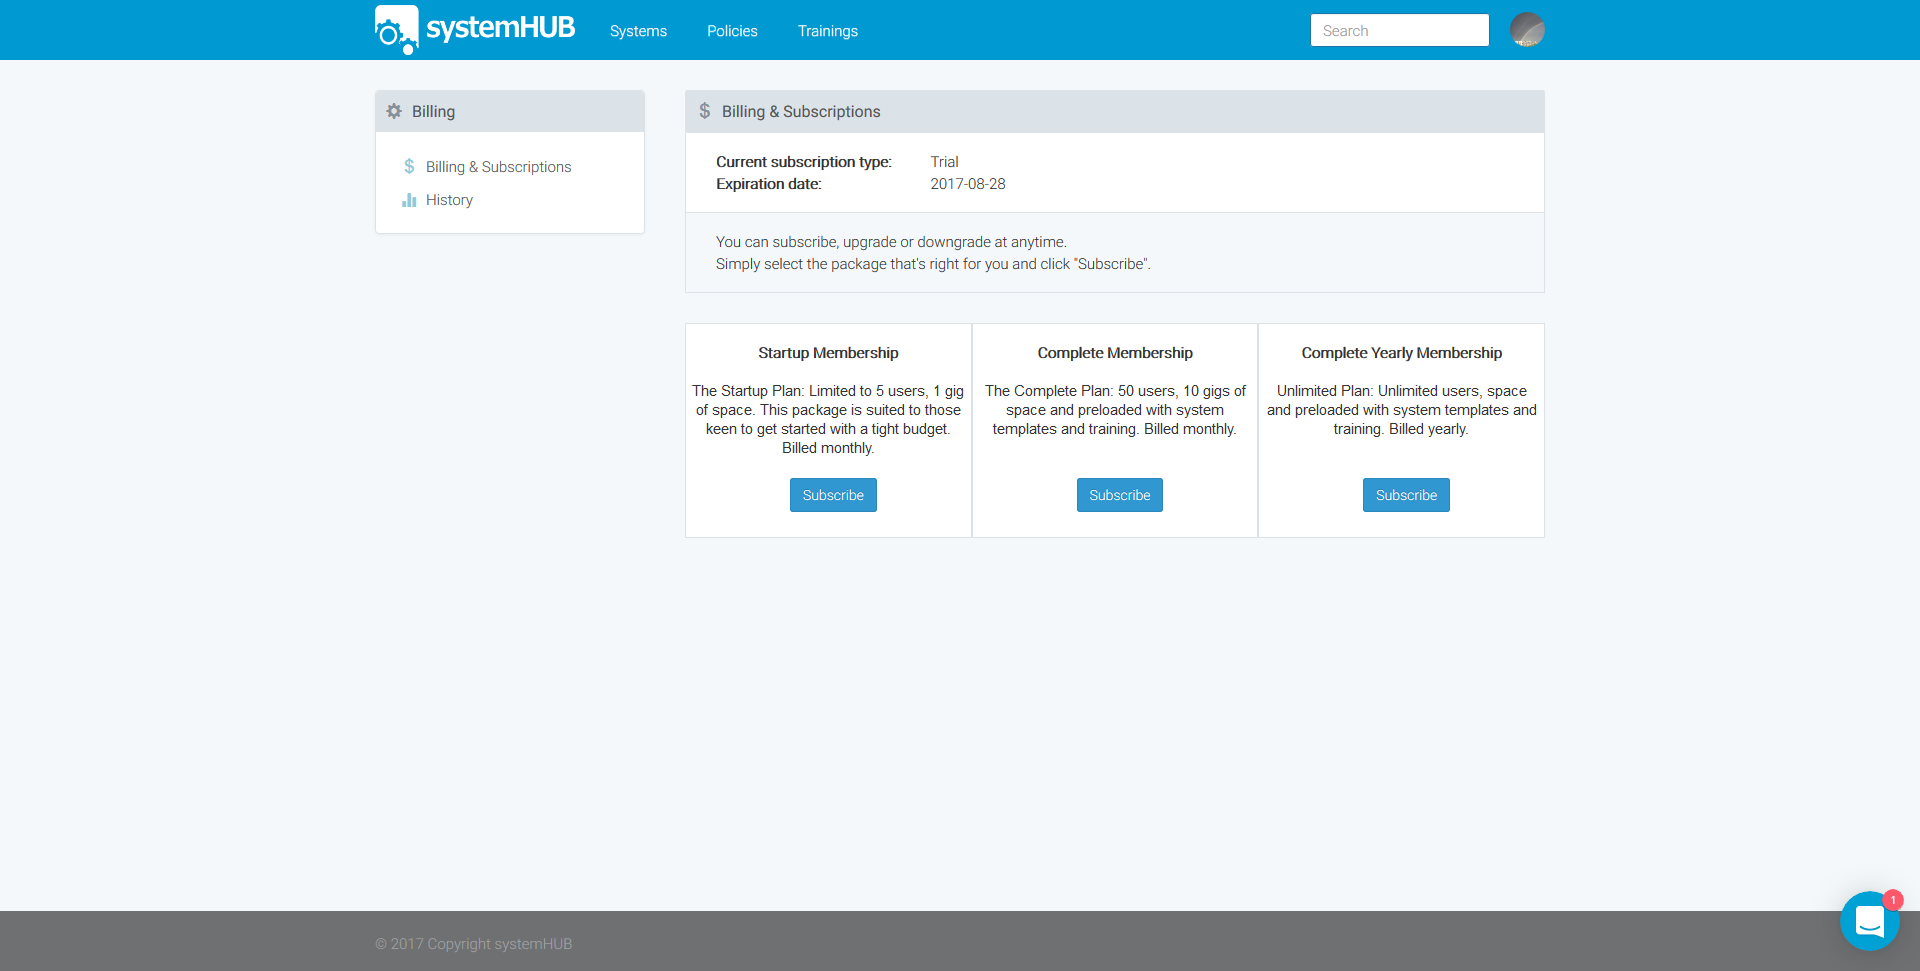 systemHUB
Systems
Policies
Trainings
Search
Billing
Billing & Subscriptions
History
Billing & Subscriptions
Current subscription type: Trial
Expiration date: 2017-08-28
You can subscribe, upgrade or downgrade at anytime.
Simply select the package that's right for you and click "Subscribe".
Startup Membership
The Startup Plan: Limited to 5 users, 1 gig
of space. This package is suited to those
keen to get started with a tight budget.
Billed monthly.
Subscribe
Complete Membership
The Complete Plan: 50 users, 10 gigs of
space and preloaded with system
templates and training. Billed monthly.
Subscribe
Complete Yearly Membership
Unlimited Plan: Unlimited users, space
and preloaded with system templates and
training. Billed yearly.
Subscribe
1
© 2017 Copyright systemHUB